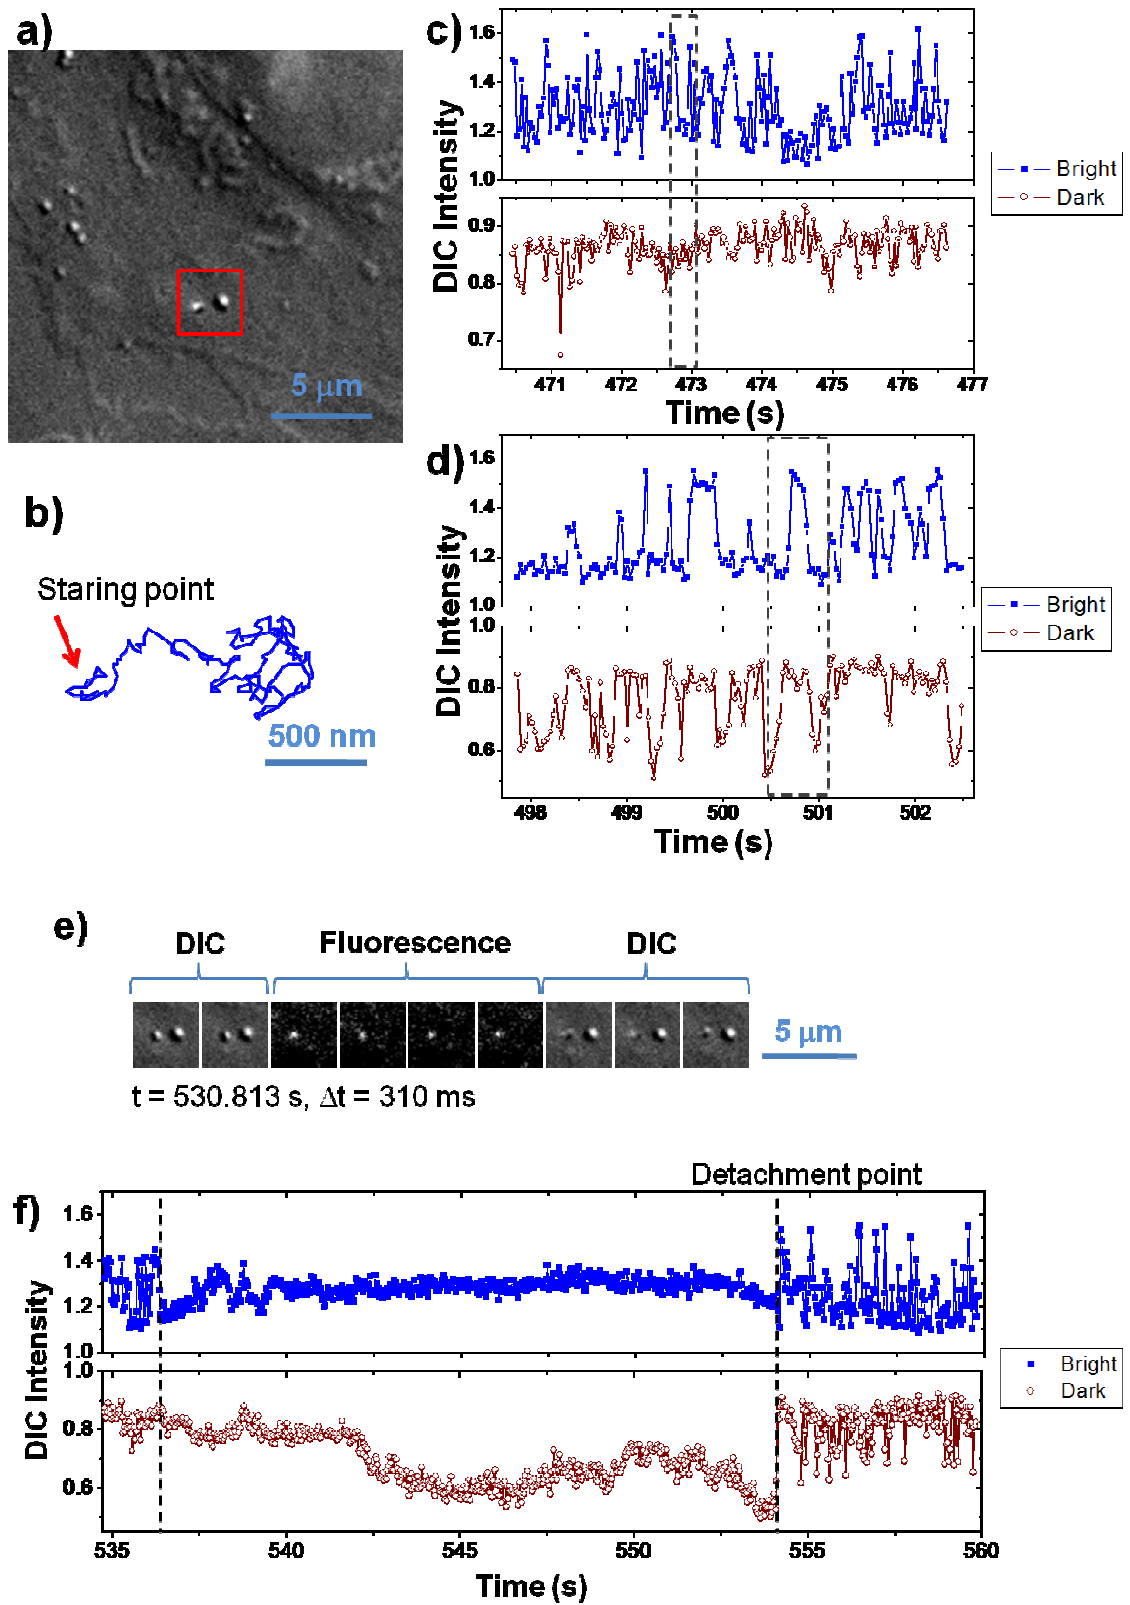 a)
5 μm
b)
Staring point
500 nm
c)
DIC Intensity
1.6
1.4
1.2
1.0
0.9
0.8
0.7
471 472 473 474 475 476 477
Time (s)
Bright
Dark
d)
DIC Intensity
1.6
1.4
1.2
1.0
1.0
0.8
0.6
498 499 500 501 502
Time (s)
Bright
Dark
e)
DIC Fluorescence DIC
5 μm
t = 530.813 s, Δt = 310 ms
Detachment point
f)
DIC Intensity
1.6
1.4
1.2
1.0
1.0
0.8
0.6
535 540 545 550 555 560
Time (s)
Bright
Dark